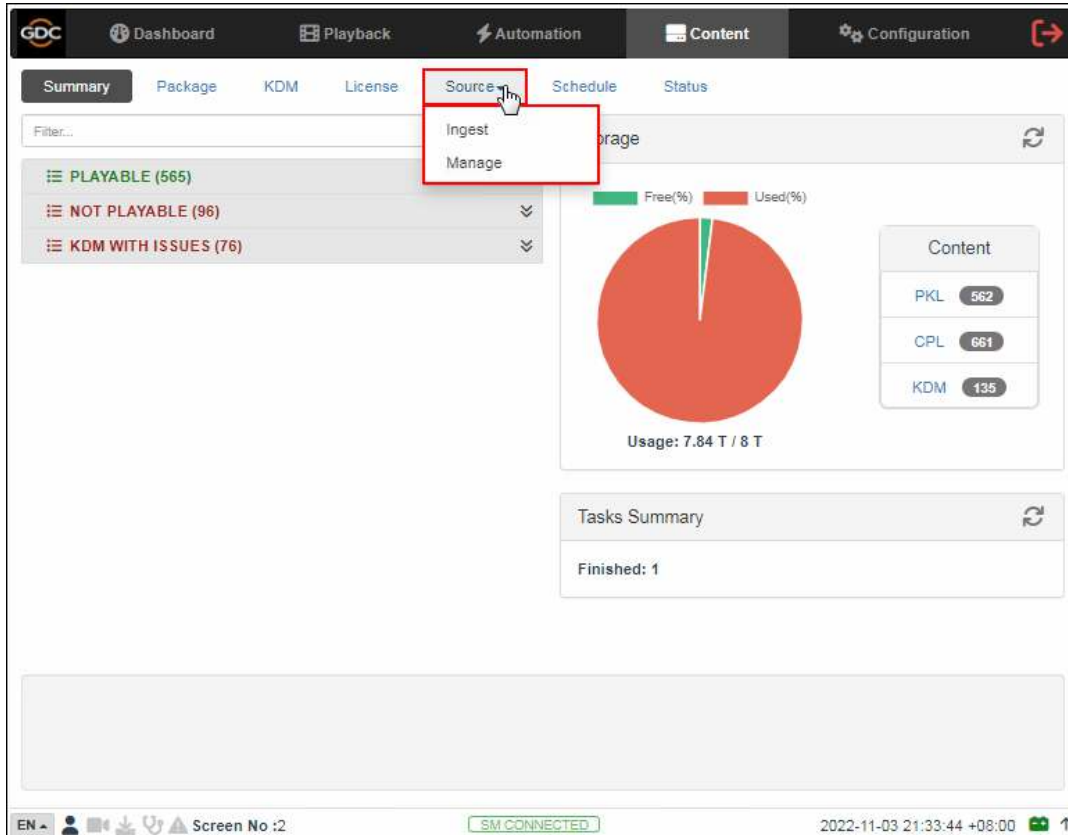 GDC Dashboard Playback Automation Content Configuration
Summary Package KDM License Source Schedule Status
Filter...
Ingest
Manage
PLAYABLE (565)
NOT PLAYABLE (96)
KDM WITH ISSUES (76)
Free(%) Used(%)
Usage: 7.84 T / 8 T
Content
PKL 562
CPL 661
KDM 135
Tasks Summary
Finished: 1
EN Screen No :2 SM CONNECTED 2022-11-03 21:33:44 +08:00